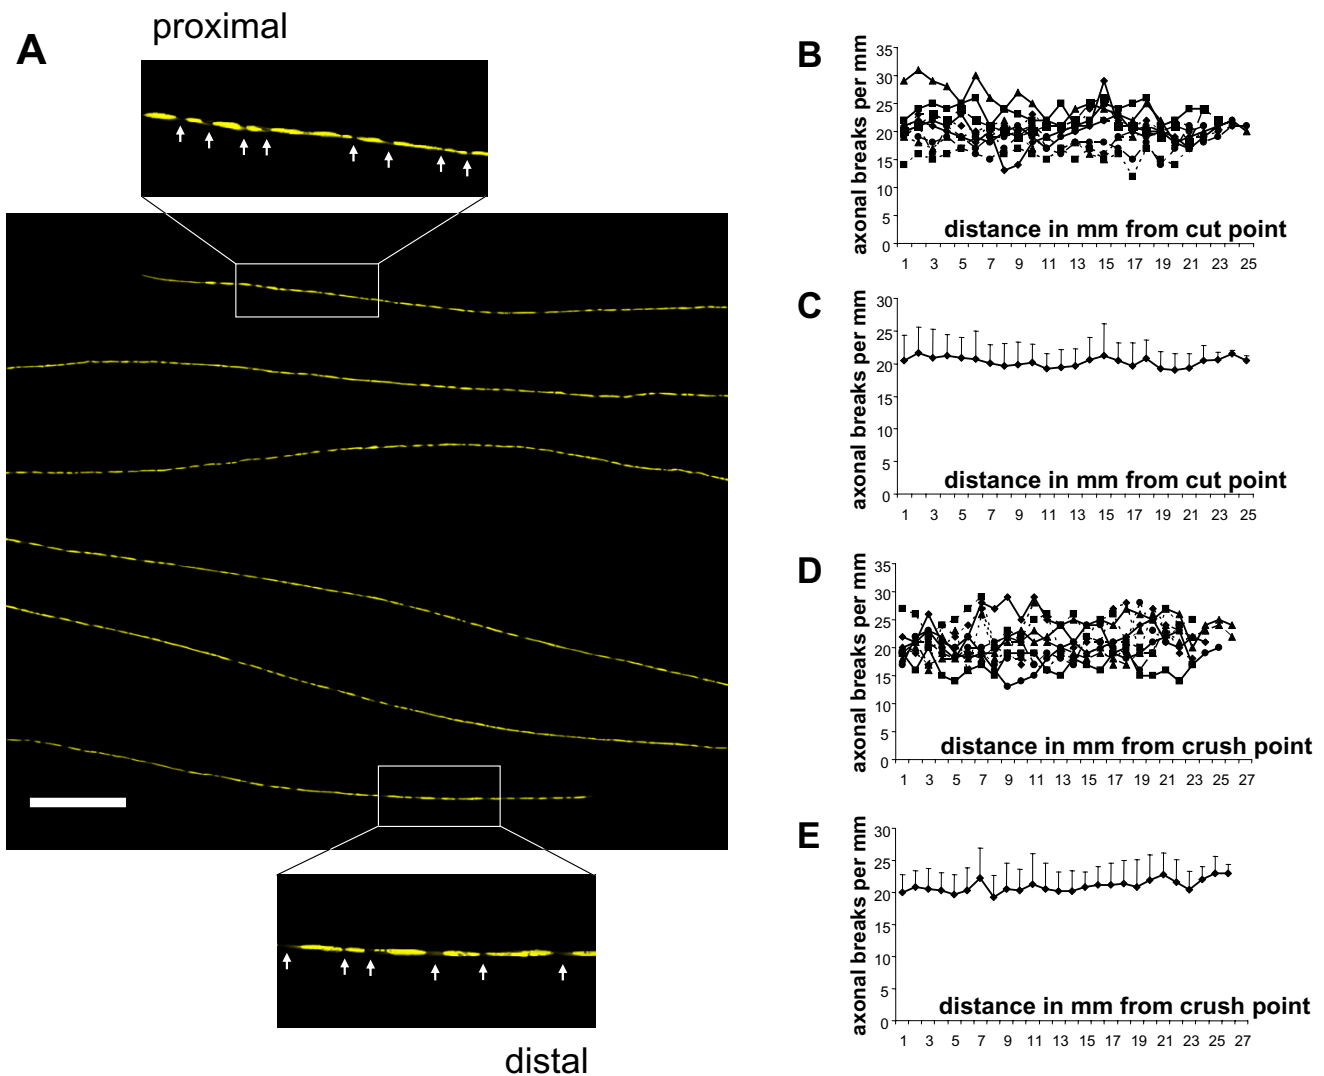 A
proximal
distal
B
axonal breaks per mm
35
30
25
20
15
10
5
0
distance in mm from cut point
1 3 5 7 9 11 13 15 17 19 21 23 25
C
axonal breaks per mm
30
25
20
15
10
5
0
distance in mm from cut point
1 3 5 7 9 11 13 15 17 19 21 23 25
D
axonal breaks per mm
35
30
25
20
15
10
5
0
distance in mm from crush point
1 3 5 7 9 11 13 15 17 19 21 23 25 27
E
axonal breaks per mm
30
25
20
15
10
5
0
distance in mm from crush point
1 3 5 7 9 11 13 15 17 19 21 23 25 27